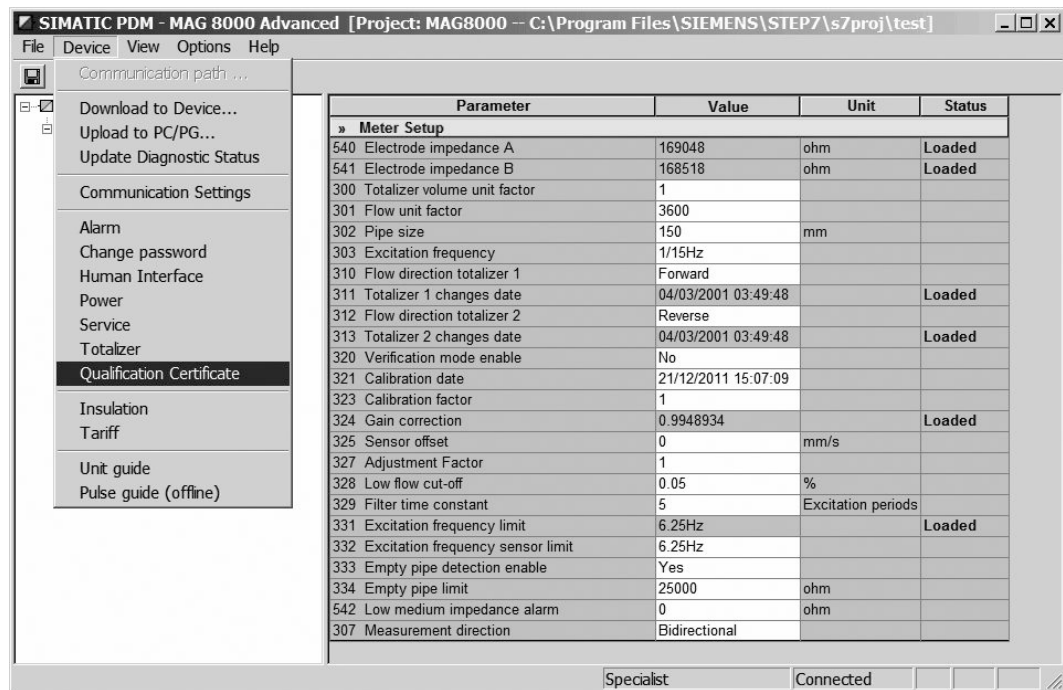 SIMATIC PDM - MAG 8000 Advanced [Project: MAG8000 -- C:\Program Files\SIEMENS\STEP7\s7proj\test]
File Device View Options Help
Communication path ...
Download to Device...
Upload to PC/PG...
Update Diagnostic Status
Communication Settings
Alarm
Change password
Human Interface
Power
Service
Totalizer
Qualification Certificate
Insulation
Tariff
Unit guide
Pulse guide (offline)
Parameter Value Unit Status
» Meter Setup
540 Electrode impedance A 169048 ohm Loaded
541 Electrode impedance B 168518 ohm Loaded
300 Totalizer volume unit factor 1
301 Flow unit factor 3600
302 Pipe size 150 mm
303 Excitation frequency 1/15Hz
310 Flow direction totalizer 1 Forward
311 Totalizer 1 changes date 04/03/2001 03:49:48 Loaded
312 Flow direction totalizer 2 Reverse
313 Totalizer 2 changes date 04/03/2001 03:49:48 Loaded
320 Verification mode enable No
321 Calibration date 21/12/2011 15:07:09
323 Calibration factor 1
324 Gain correction 0.9948934 Loaded
325 Sensor offset 0 mm/s
327 Adjustment Factor 1
328 Low flow cut-off 0.05 %
329 Filter time constant 5 Excitation periods
331 Excitation frequency limit 6.25Hz Loaded
332 Excitation frequency sensor limit 6.25Hz
333 Empty pipe detection enable Yes
334 Empty pipe limit 25000 ohm
542 Low medium impedance alarm 0 ohm
307 Measurement direction Bidirectional
Specialist Connected